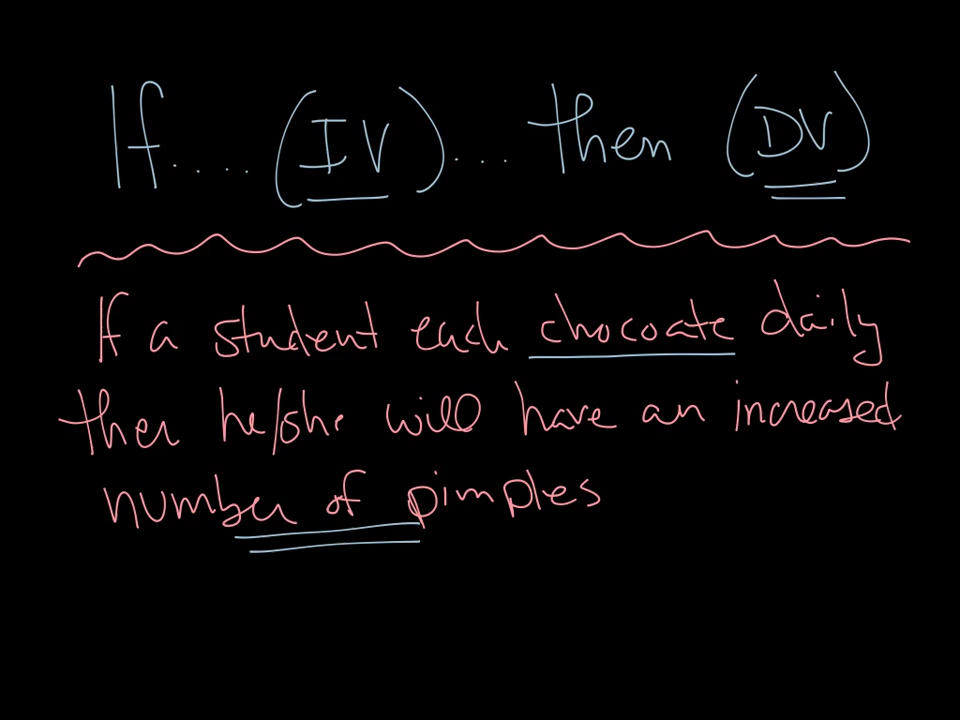 If.... (IV)... then (DV)
If a student each chocoate daily
then he/she will have an increased
number of pimples